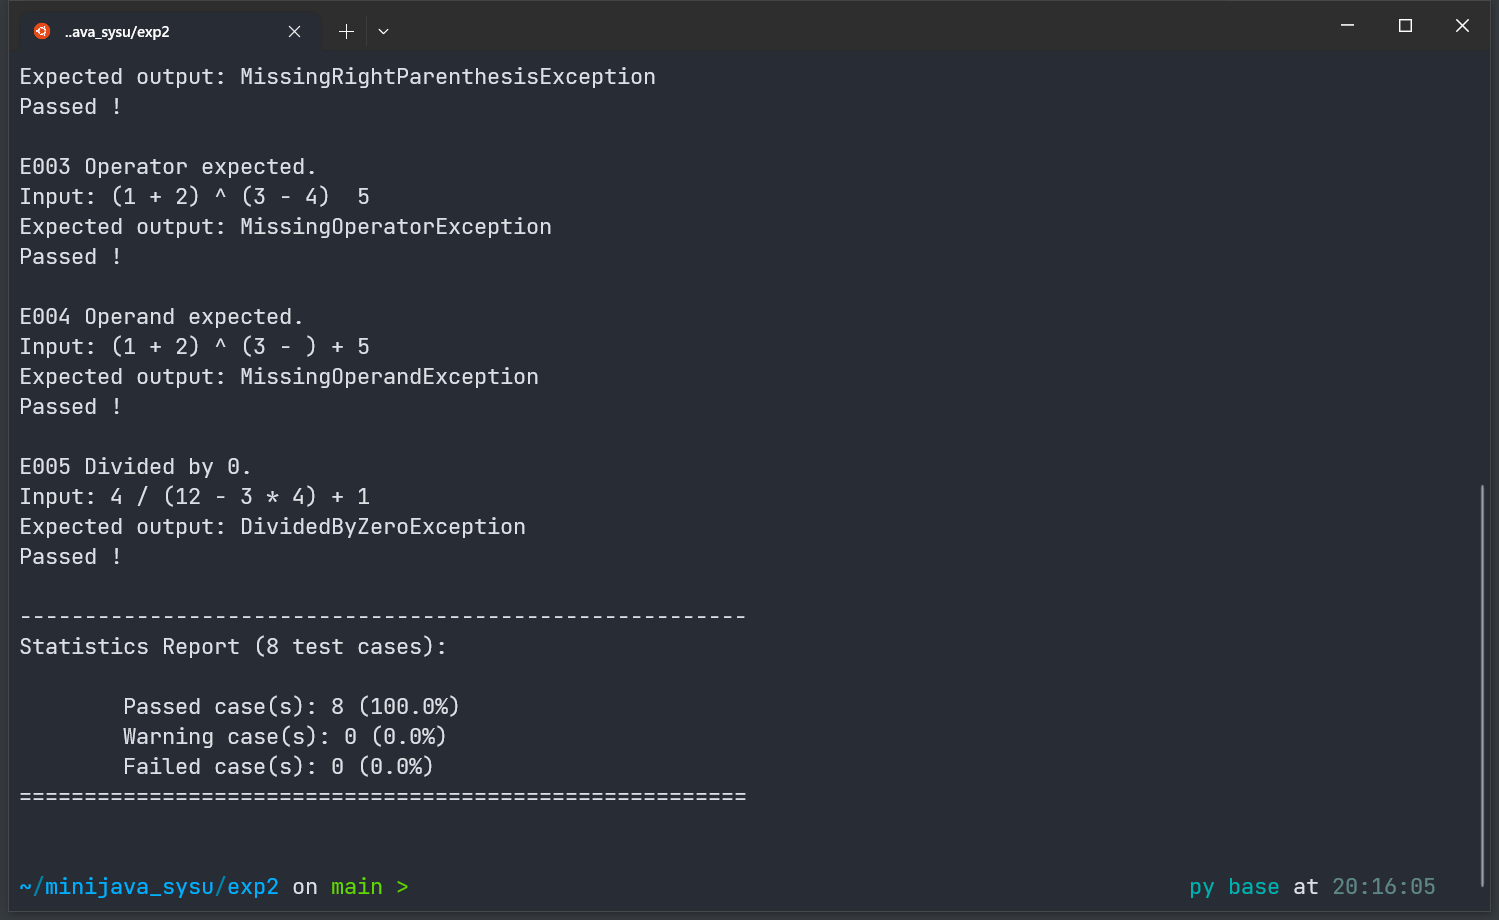 ..ava_sysu/exp2
Expected output: MissingRightParenthesisException
Passed !
E003 Operator expected.
Input: (1 + 2) ^ (3 - 4)  5
Expected output: MissingOperatorException
Passed !
E004 Operand expected.
Input: (1 + 2) ^ (3 - ) + 5
Expected output: MissingOperandException
Passed !
E005 Divided by 0.
Input: 4 / (12 - 3 * 4) + 1
Expected output: DividedByZeroException
Passed !
--------------------------------------------------------
Statistics Report (8 test cases):
Passed case(s): 8 (100.0%)
Warning case(s): 0 (0.0%)
Failed case(s): 0 (0.0%)
========================================================
~/minijava_sysu/exp2 on main > py base at 20:16:05